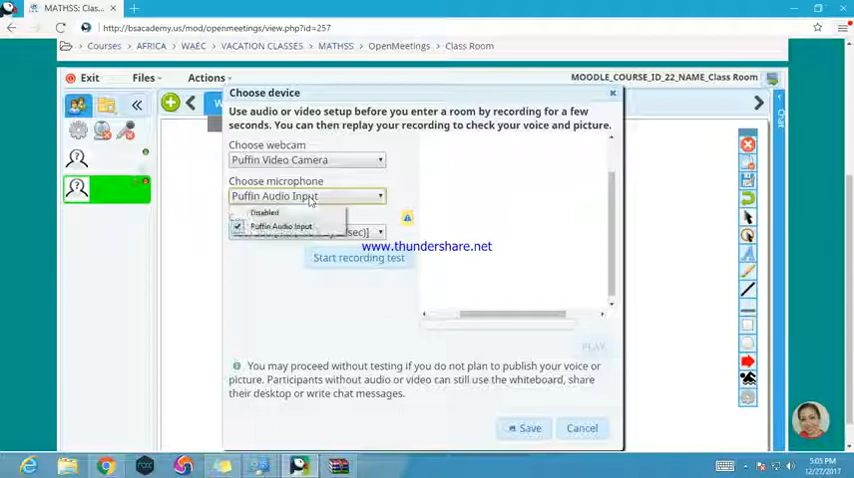 MATHSS: Clas...
http://bsacademy.us/mod/openmeetings/view.php?id=257
Courses › AFRICA › WAEC › VACATION CLASSES › MATHSS › OpenMeetings › Class Room
Exit Files Actions MOODLE_COURSE_ID_22_NAME_Class Room
Choose device
Use audio or video setup before you enter a room by recording for a few
seconds. You can then replay your recording to check your voice and picture.
Choose webcam
Puffin Video Camera
Choose microphone
Puffin Audio Input
Disabled
Puffin Audio Input
Start recording test
www.thundershare.net
PLAY
You may proceed without testing if you do not plan to publish your voice or
picture. Participants without audio or video can still use the whiteboard, share
their desktop or write chat messages.
Save Cancel
Chat
5:05 PM
12/27/2017